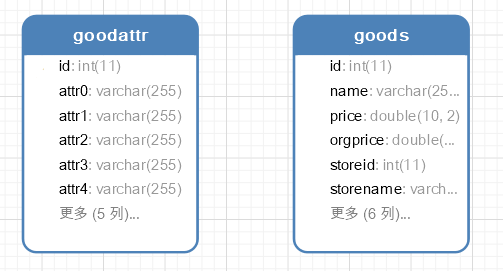 goodattr
id: int(11)
attr0: varchar(255)
attr1: varchar(255)
attr2: varchar(255)
attr3: varchar(255)
attr4: varchar(255)
更多 (5 列)...
goods
id: int(11)
name: varchar(25...
price: double(10, 2)
orgprice: double(...
storeid: int(11)
storename: varch...
更多 (6 列)...